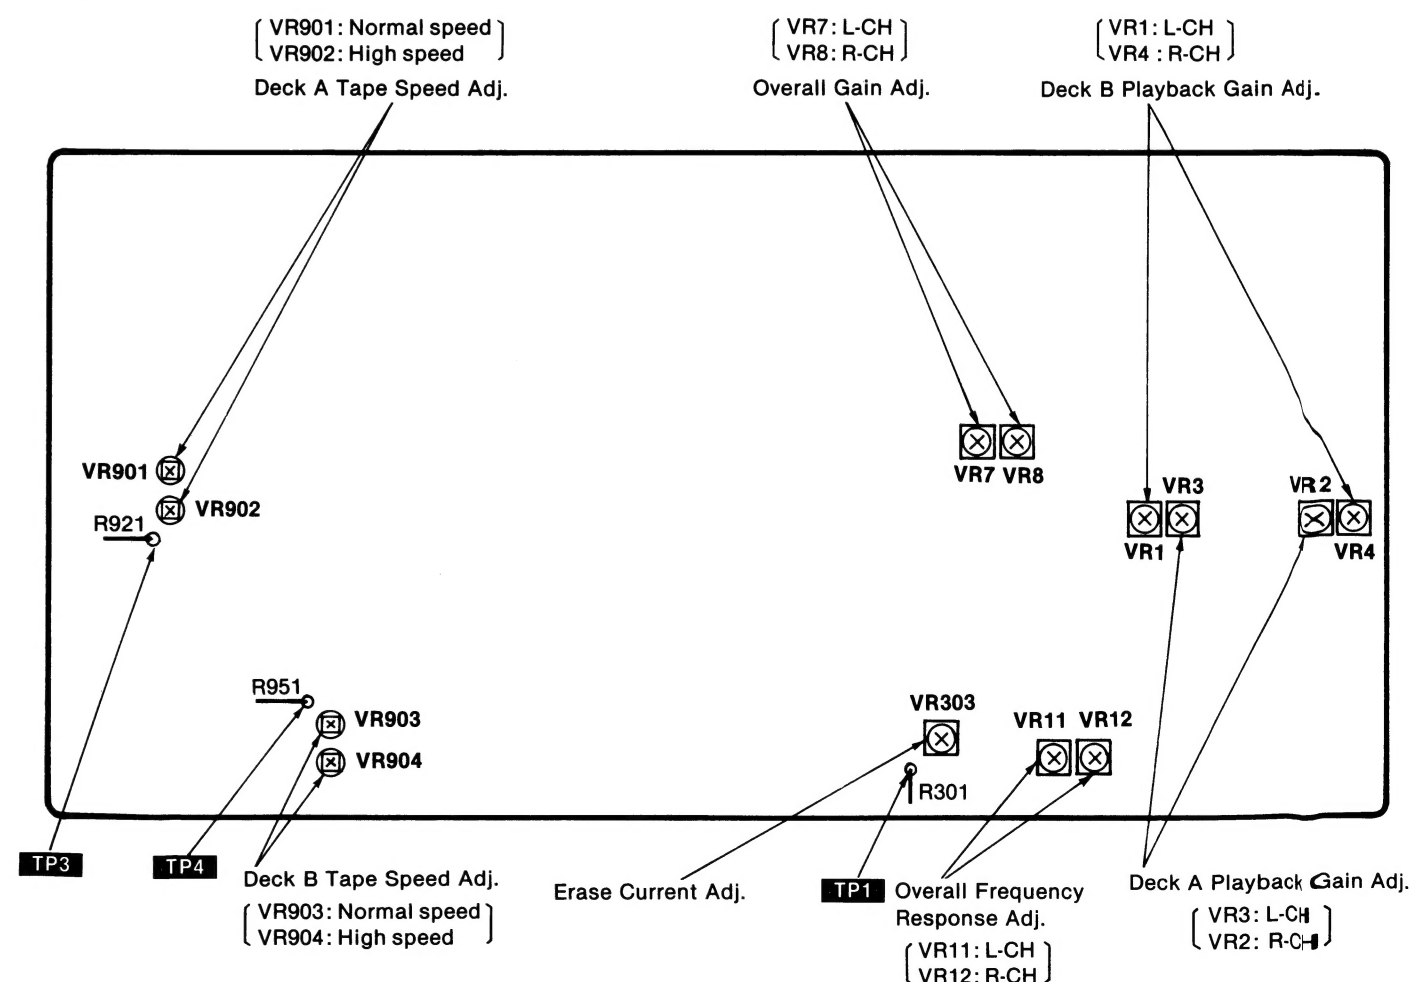 VR901: Normal speed
VR902: High speed
Deck A Tape Speed Adj.
VR7: L-CH
VR8: R-CH
Overall Gain Adj.
VR1: L-CH
VR4 : R-CH
Deck B Playback Gain Adj.
VR901
VR902
R921
VR7 VR8
VR3
VR1
VR2
VR4
R951
VR903
VR904
VR303
R301
VR11 VR12
TP3
TP4
Deck B Tape Speed Adj.
VR903: Normal speed
VR904: High speed
Erase Current Adj.
TP1
Overall Frequency
Response Adj.
VR11: L-CH
VR12: R-CH
Deck A Playback Gain Adj.
VR3: L-CH
VR2: R-CH